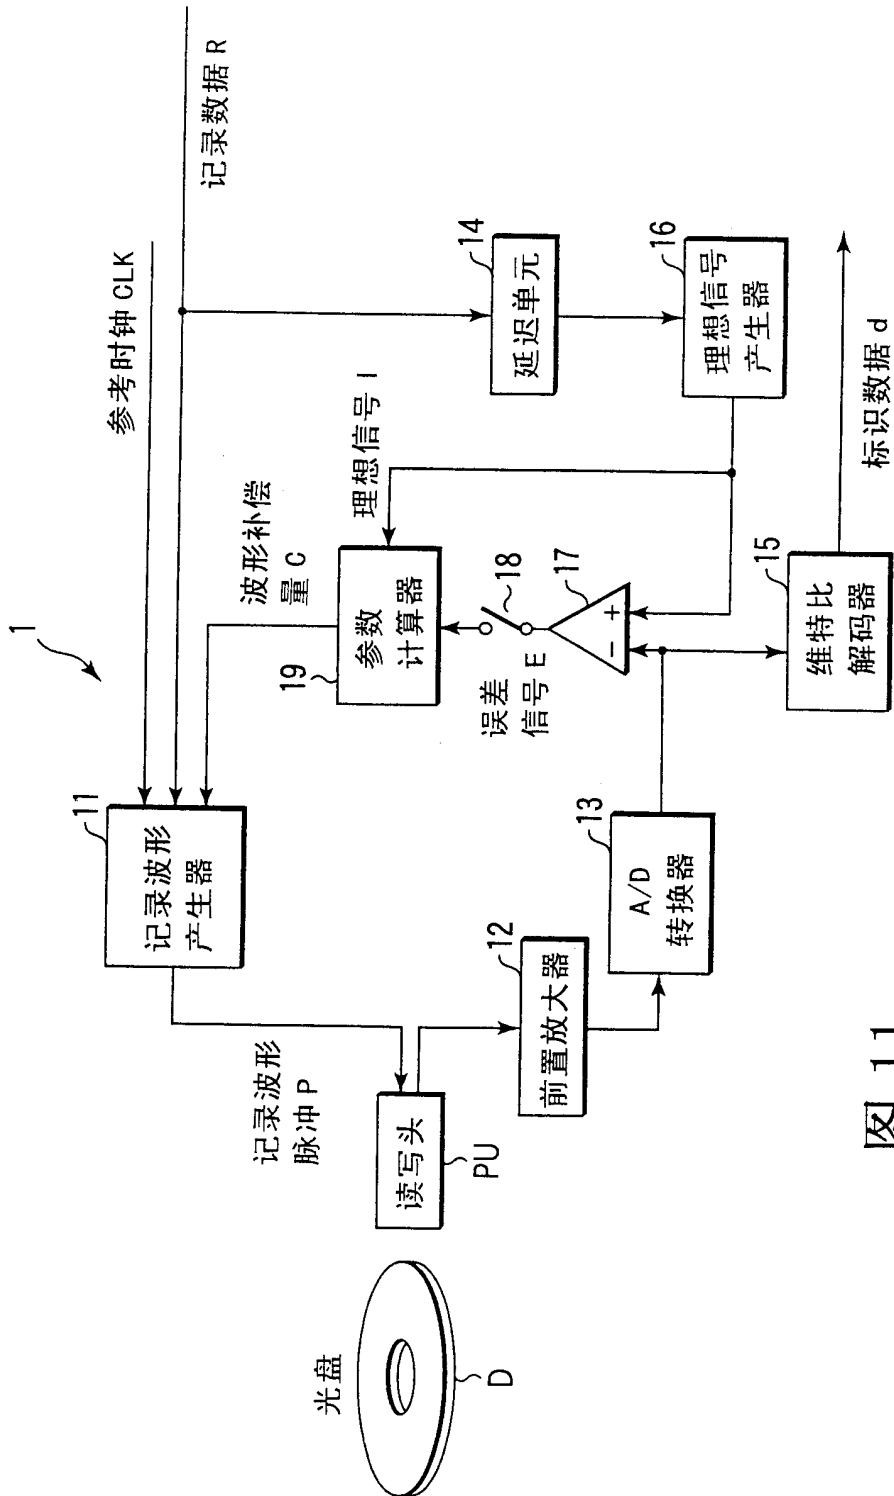 1
参考时钟 CLK
记录数据 R
11
记录波形
产生器
波形补偿
量 C
理想信号 I
14
延迟单元
记录波形
脉冲 P
19
参数
计算器
18
误差
信号 E
17
−
+
16
理想信号
产生器
光盘
D
读写头
PU
12
前置放大器
13
A/D
转换器
15
维特比
解码器
标识数据 d
图 11